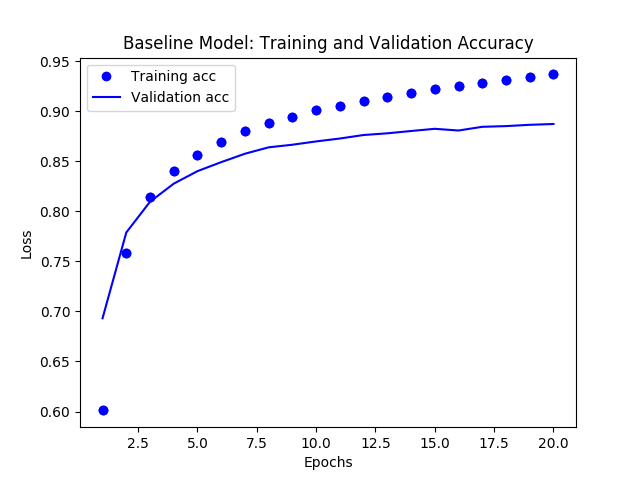 Baseline Model: Training and Validation Accuracy
Training acc
Validation acc
0.95
0.90
0.85
0.80
0.75
0.70
0.65
0.60
Loss
2.5 5.0 7.5 10.0 12.5 15.0 17.5 20.0
Epochs